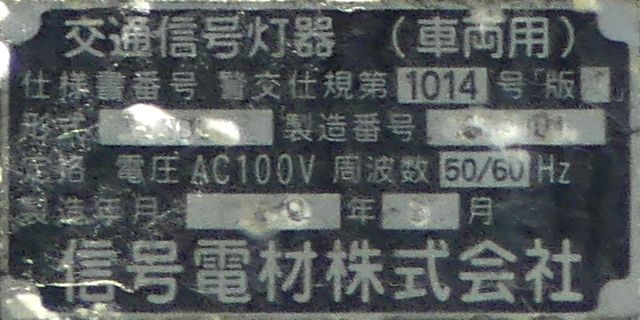 交通信号灯器 （車両用）
仕様書番号 警交仕規第 1014 号 版
形式 製造番号
定格 電圧 AC100V 周波数 50/60 Hz
製造年月 9 年 9 月
信号電材株式会社